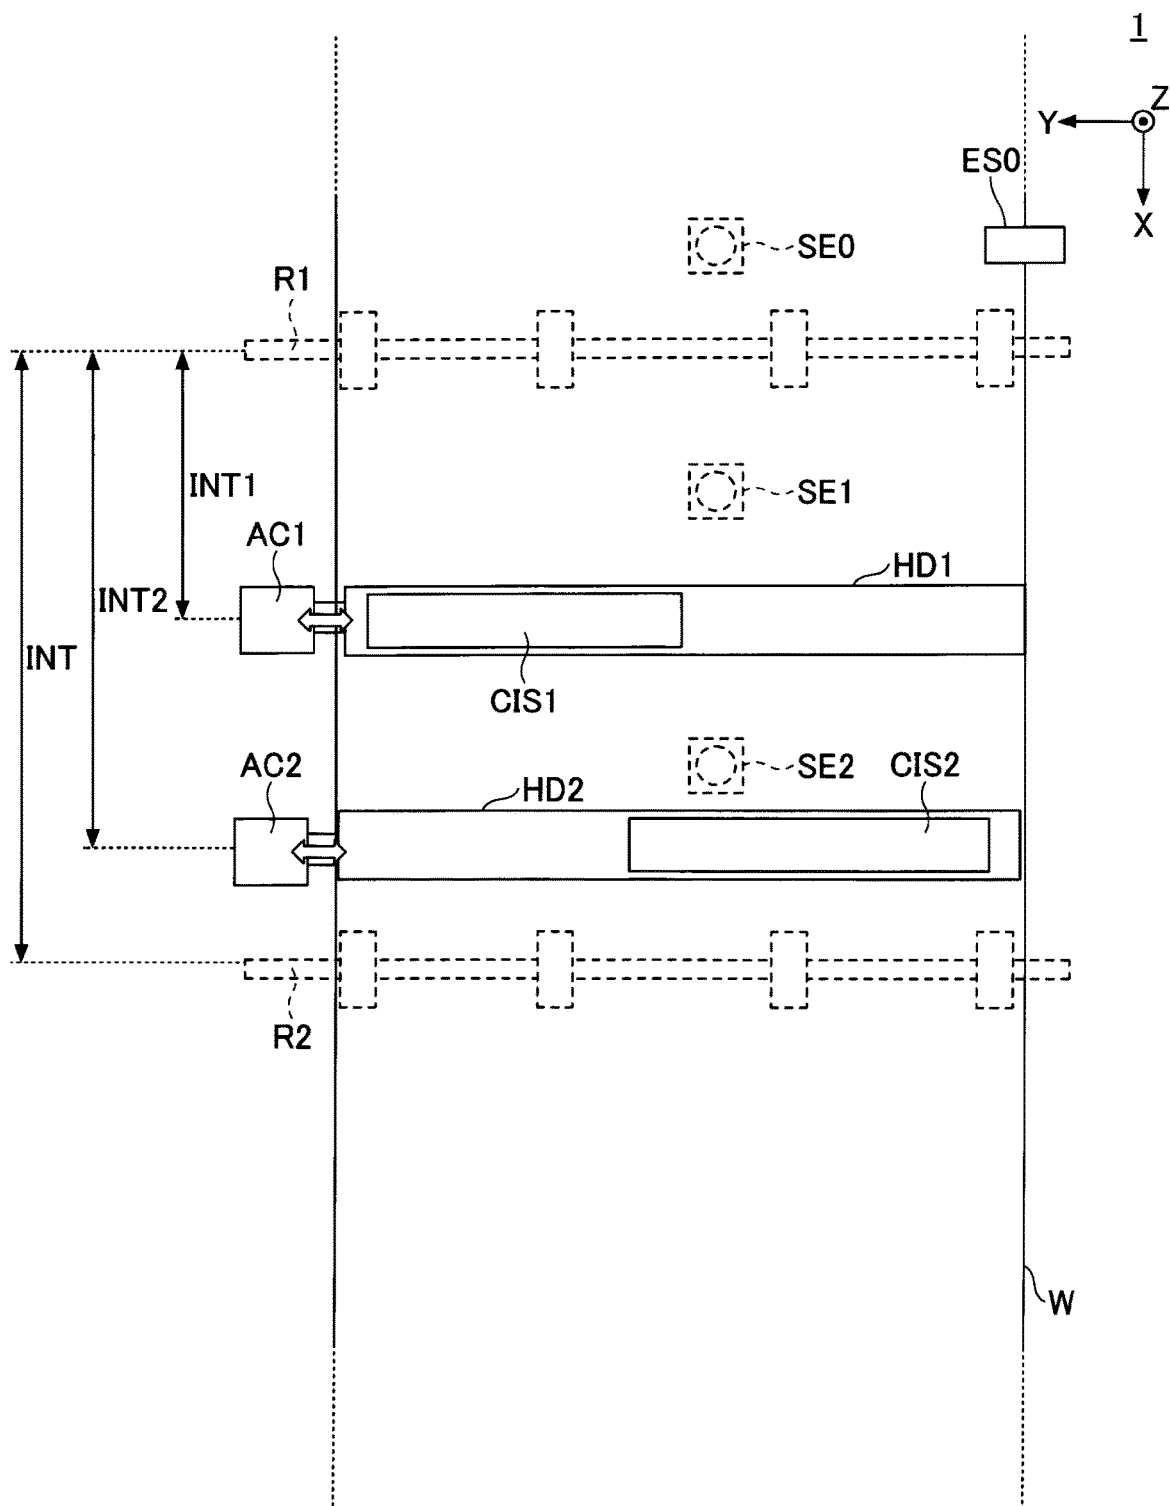 1
Z
Y
ES0
X
SE0
R1
INT1
SE1
AC1
HD1
INT2
INT
CIS1
AC2
SE2
CIS2
HD2
R2
W